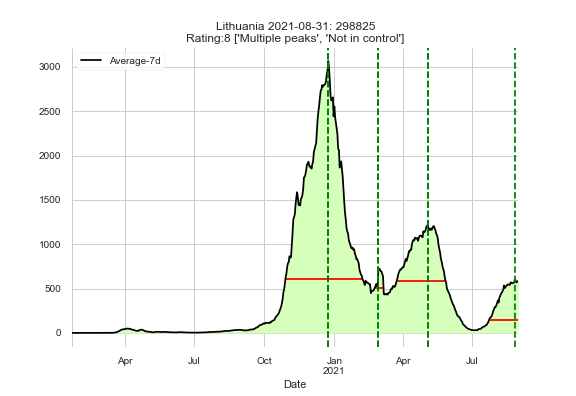 Lithuania 2021-08-31: 298825
Rating:8 ['Multiple peaks', 'Not in control']
Average-7d
3000
2500
2000
1500
1000
500
0
Apr
Jul
Oct
Jan
2021
Apr
Jul
Date